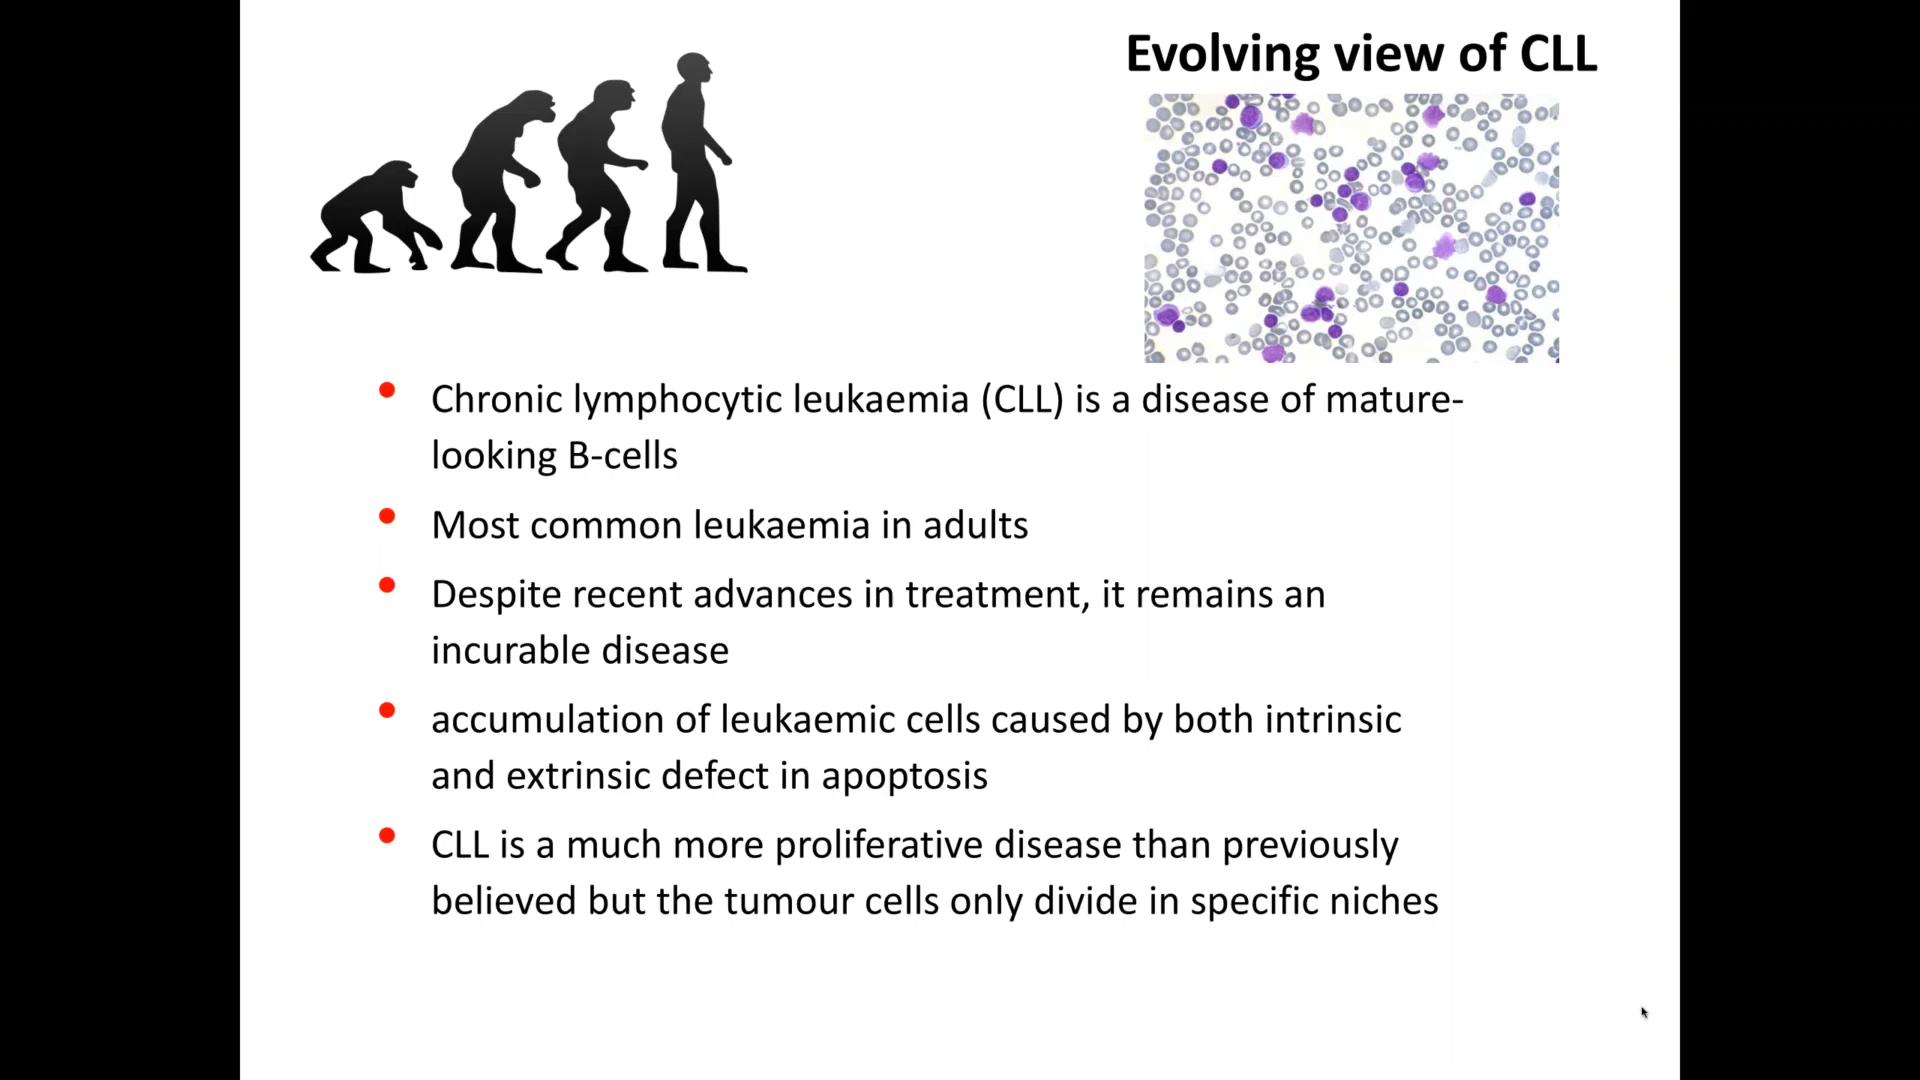 Evolving view of CLL
• Chronic lymphocytic leukaemia (CLL) is a disease of mature-
looking B-cells
• Most common leukaemia in adults
• Despite recent advances in treatment, it remains an
incurable disease
• accumulation of leukaemic cells caused by both intrinsic
and extrinsic defect in apoptosis
• CLL is a much more proliferative disease than previously
believed but the tumour cells only divide in specific niches